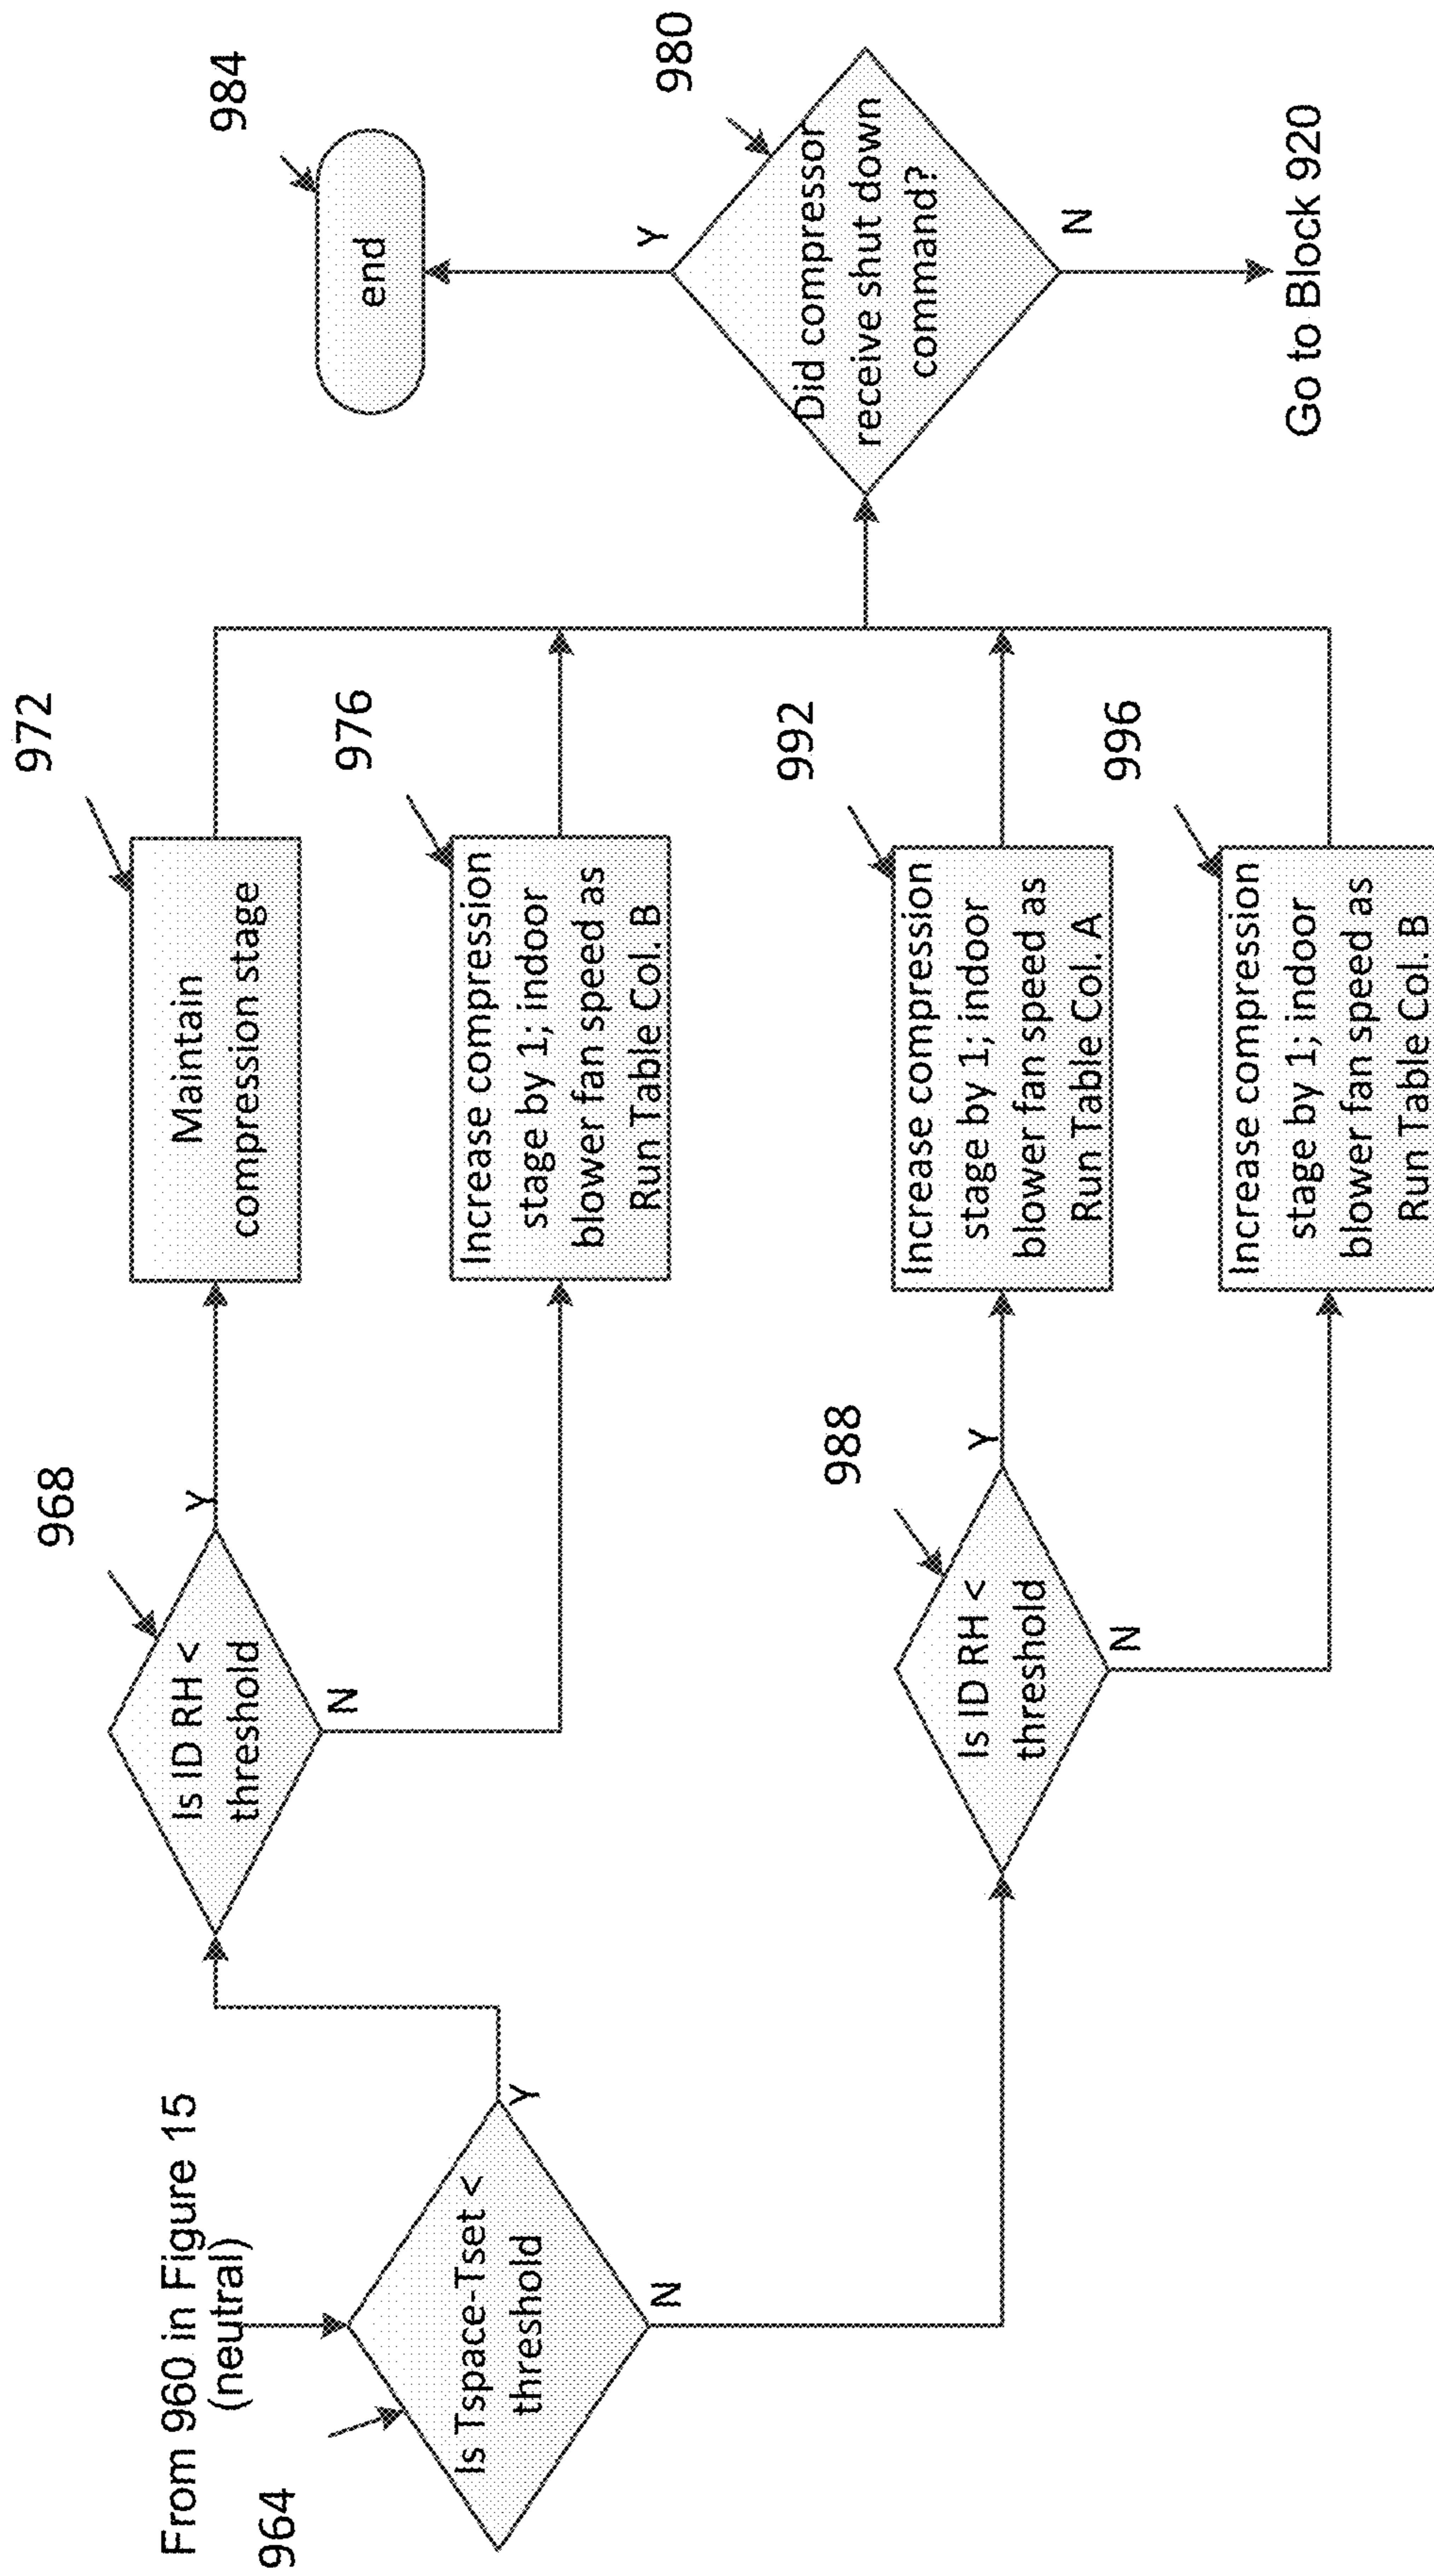 From 960 in Figure 15
(neutral)
964
Is Tspace-Tset <
threshold
Y
N
968
Is ID RH <
threshold
Y
N
972
Maintain
compression stage
976
Increase compression
stage by 1; indoor
blower fan speed as
Run Table Col. B
988
Is ID RH <
threshold
Y
N
992
Increase compression
stage by 1; indoor
blower fan speed as
Run Table Col. A
996
Increase compression
stage by 1; indoor
blower fan speed as
Run Table Col. B
984
end
980
Did compressor
receive shut down
command?
Y
N
Go to Block 920